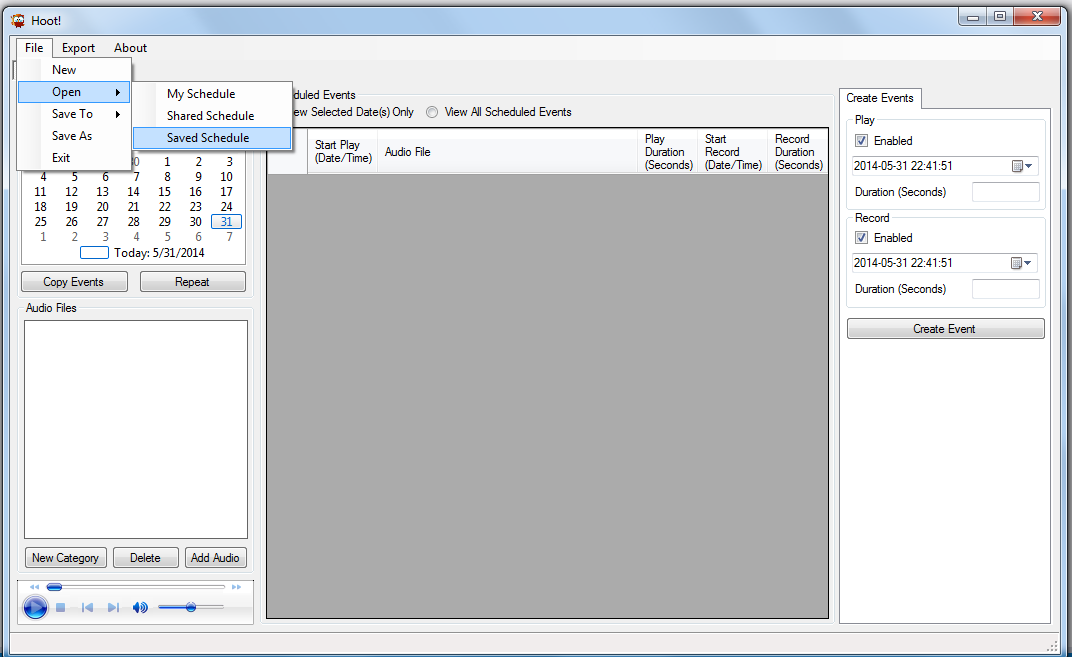 Hoot!
File Export About
New
Open
Save To
Save As
Exit
My Schedule
Shared Schedule
Saved Schedule
duled Events
ew Selected Date(s) Only View All Scheduled Events
Start Play
(Date/Time)
Audio File
Play
Duration
(Seconds)
Start
Record
(Date/Time)
Record
Duration
(Seconds)
1 2 3
4 5 6 7 8 9 10
11 12 13 14 15 16 17
18 19 20 21 22 23 24
25 26 27 28 29 30 31
1 2 3 4 5 6 7
Today: 5/31/2014
Copy Events Repeat
Audio Files
New Category Delete Add Audio
Create Events
Play
Enabled
2014-05-31 22:41:51
Duration (Seconds)
Record
Enabled
2014-05-31 22:41:51
Duration (Seconds)
Create Event